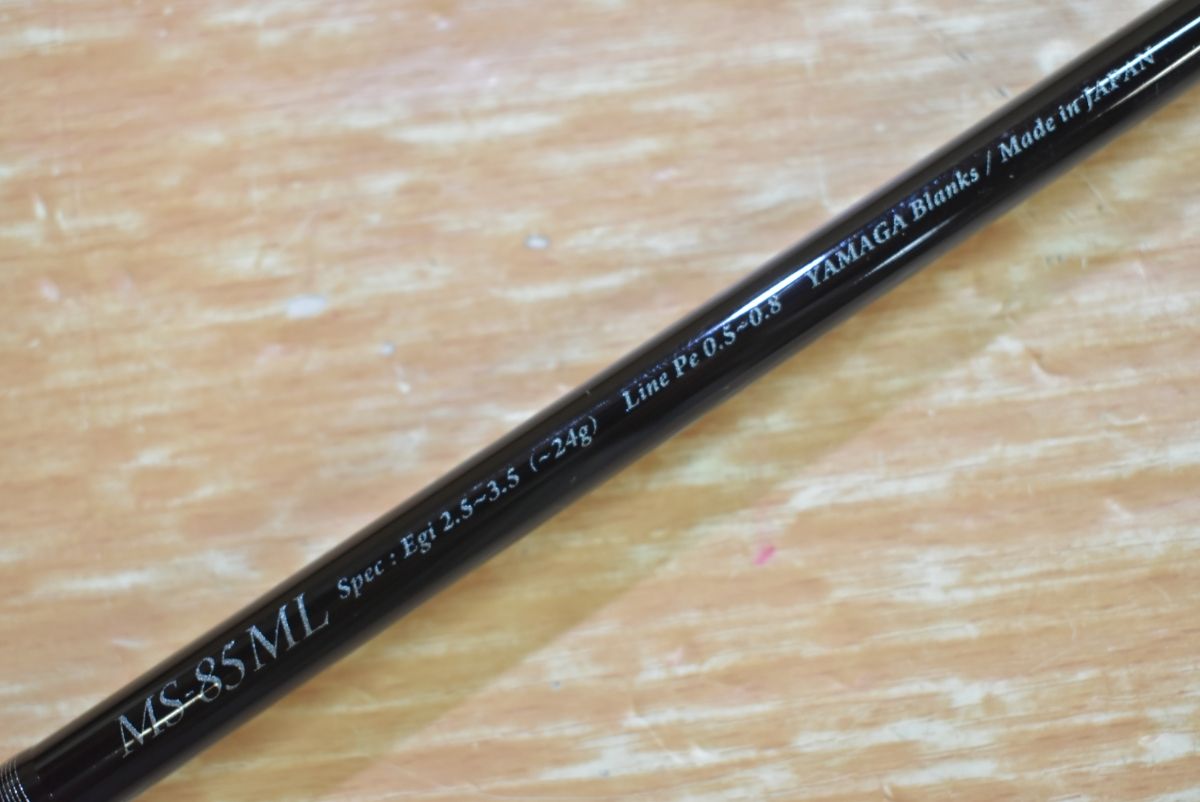 MS-85ML Spec : Egi 2.5~3.5 (~24g) Line Pe 0.5~0.8 YAMAGA Blanks / Made in JAPAN